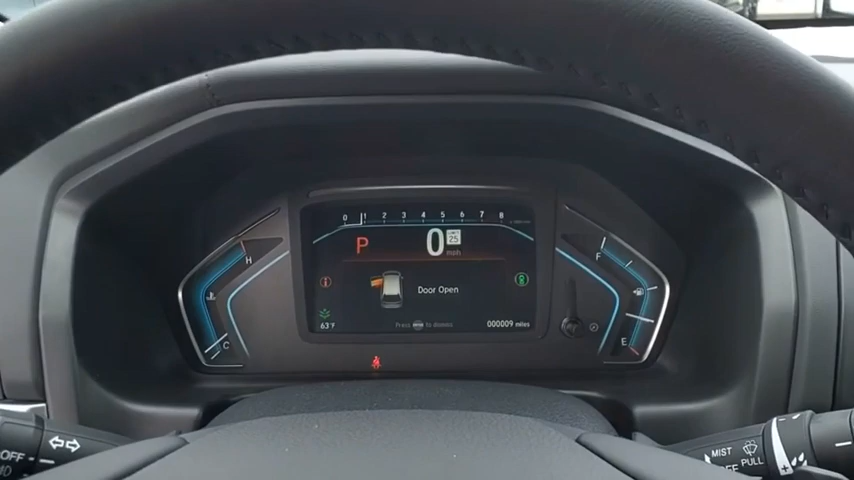 0 1 2 3 4 5 6 7 8
P 0 LIMIT 25
mph
H
F
Door Open
C
E
63°F
Press to dismiss
000009 miles
OFF
MIST
OFF PULL